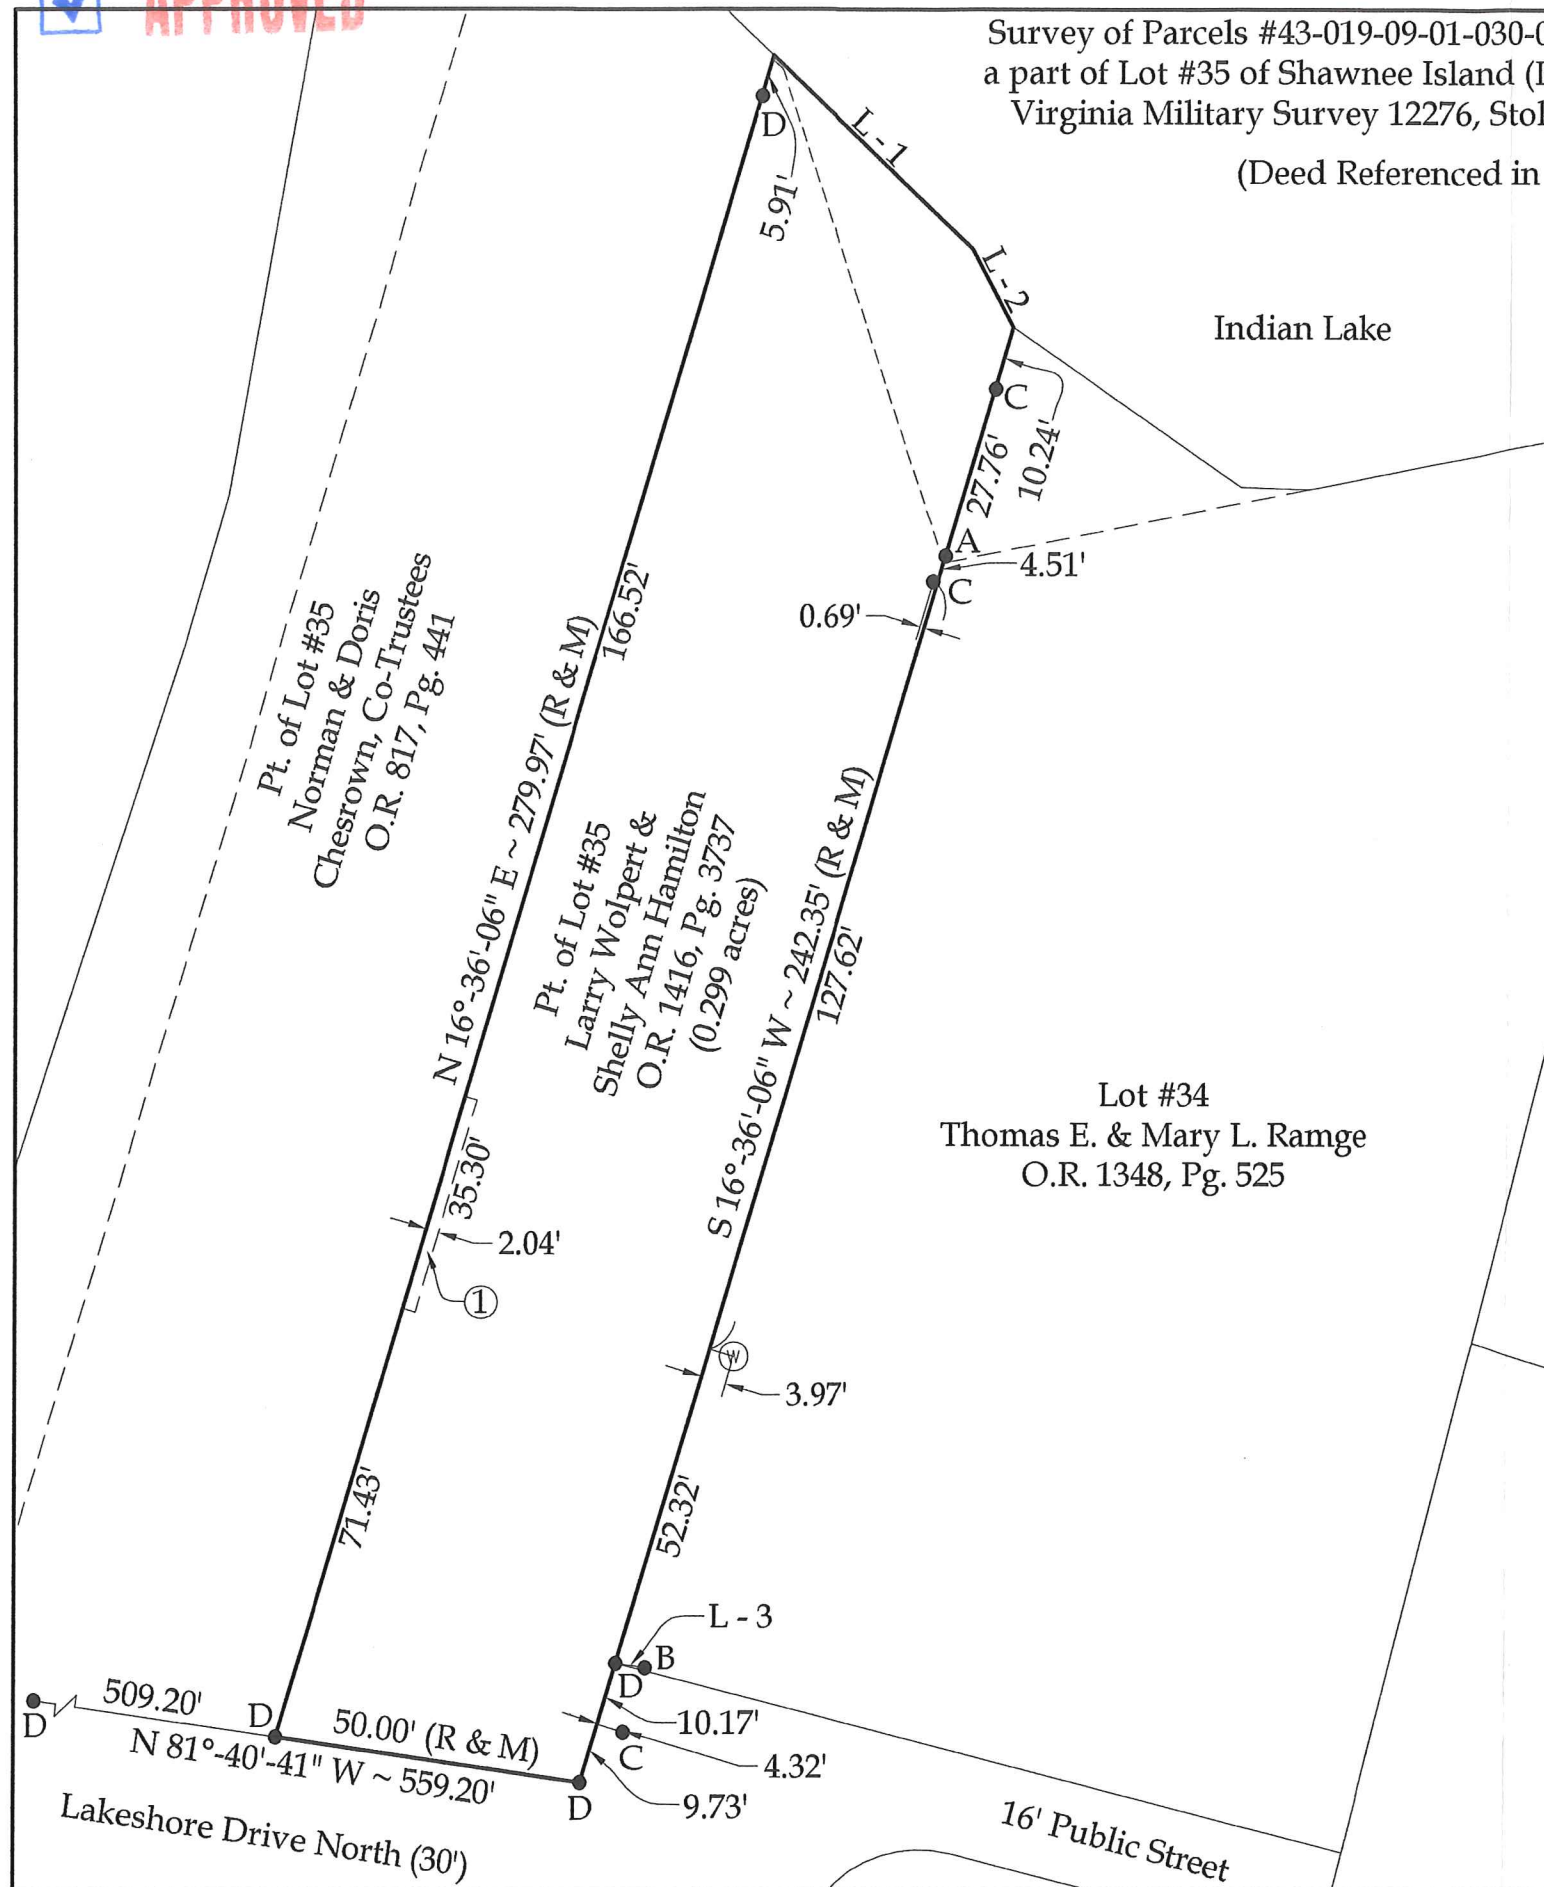 APPROVED
Survey of Parcels #43-019-09-01-030-0
a part of Lot #35 of Shawnee Island (
Virginia Military Survey 12276,
(Deed Referenced in
L - 1
D
5.91'
L - 2
Indian Lake
C
10.24'
27.76'
A
4.51'
C
0.69'
Pt. of Lot #35
Norman & Doris
Chesrown, Co-Trustees
O.R. 817, Pg. 441
N 16°-36'-06" E ~ 279.97' (R & M)
166.52'
Pt. of Lot #35
Larry Wolpert &
Shelly Ann Hamilton
O.R. 1416, Pg. 3737
(0.299 acres)
S 16°-36'-06" W ~ 242.35' (R & M)
127.62'
Lot #34
Thomas E. & Mary L. Ramge
O.R. 1348, Pg. 525
35.30'
2.04'
1
W
3.97'
71.43'
52.32'
L - 3
B
D
10.17'
C
4.32'
9.73'
D
509.20'
D
50.00' (R & M)
N 81°-40'-41" W ~ 559.20'
D
Lakeshore Drive North (30')
16' Public Street